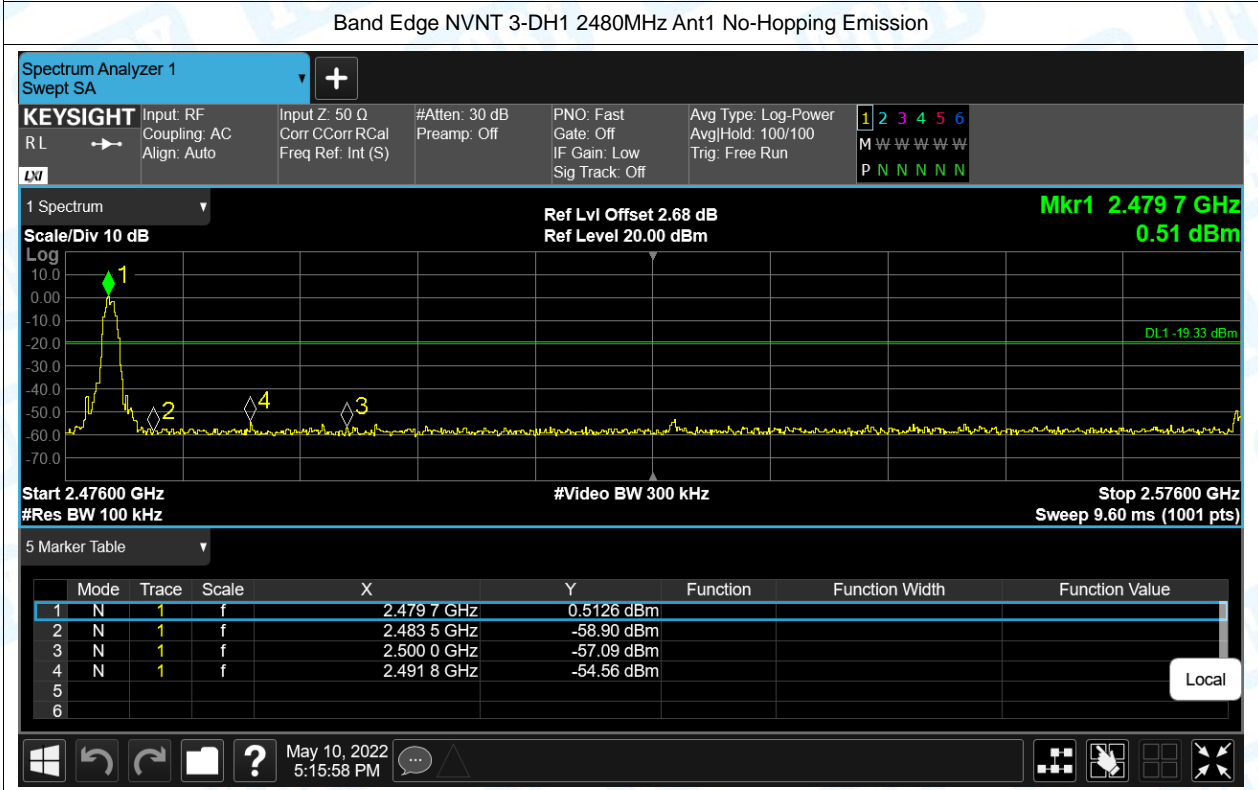 Band Edge NVNT 3-DH1 2480MHz Ant1 No-Hopping Emission
Spectrum Analyzer 1
Swept SA
+
KEYSIGHT Input: RF Input Z: 50 Ω #Atten: 30 dB PNO: Fast Avg Type: Log-Power 1 2 3 4 5 6
R L Coupling: AC Corr CCorr RCal Preamp: Off Gate: Off Avg|Hold: 100/100 M W W W W W
Align: Auto Freq Ref: Int (S) IF Gain: Low Trig: Free Run
LXI Sig Track: Off P N N N N N
1 Spectrum Ref Lvl Offset 2.68 dB Mkr1 2.479 7 GHz
Scale/Div 10 dB Ref Level 20.00 dBm 0.51 dBm
Log
10.0
0.00
-10.0
-20.0
-30.0
-40.0
-50.0
-60.0
-70.0
1
2
4
3
DL1 -19.33 dBm
Start 2.47600 GHz #Video BW 300 kHz Stop 2.57600 GHz
#Res BW 100 kHz Sweep 9.60 ms (1001 pts)
5 Marker Table
Mode Trace Scale X Y Function Function Width Function Value
1 N 1 f 2.479 7 GHz 0.5126 dBm
2 N 1 f 2.483 5 GHz -58.90 dBm
3 N 1 f 2.500 0 GHz -57.09 dBm
4 N 1 f 2.491 8 GHz -54.56 dBm
5
6
Local
? May 10, 2022
5:15:58 PM